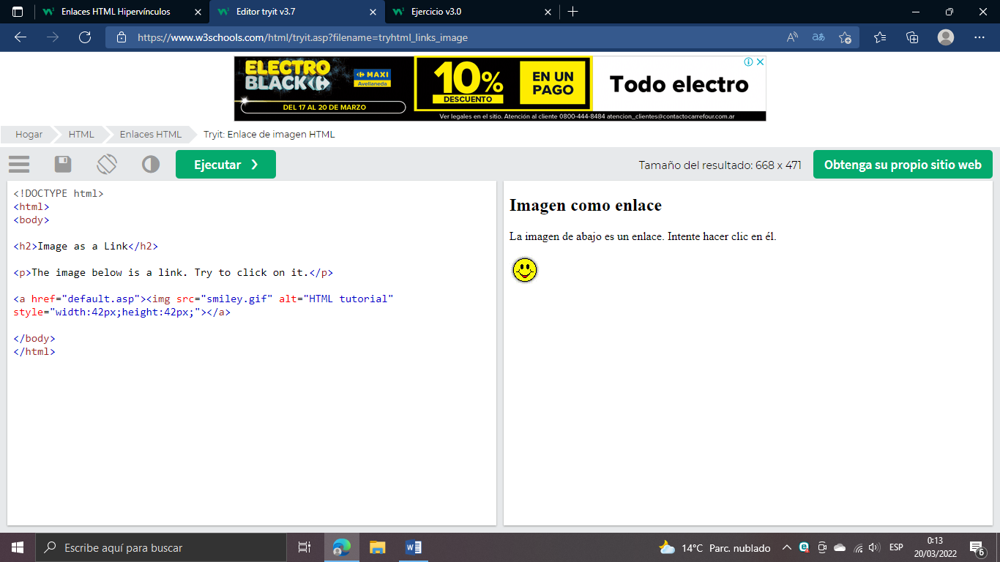 Enlaces HTML Hipervínculos
Editor tryit v3.7
Ejercicio v3.0
https://www.w3schools.com/html/tryit.asp?filename=tryhtml_links_image
ELECTRO
BLACK
MAXI
Avellaneda
DEL 17 AL 20 DE MARZO
10%
DESCUENTO
EN UN
PAGO
Todo electro
Ver legales en el sitio. Atención al cliente 0800-444-8484 atencion_clientes@contactocarrefour.com.ar
Hogar
HTML
Enlaces HTML
Tryit: Enlace de imagen HTML
Ejecutar ❯
Tamaño del resultado: 668 x 471
Obtenga su propio sitio web
<!DOCTYPE html>
<html>
<body>
<h2>Image as a Link</h2>
<p>The image below is a link. Try to click on it.</p>
<a href="default.asp"><img src="smiley.gif" alt="HTML tutorial"
style="width:42px;height:42px;"></a>
</body>
</html>
Imagen como enlace
La imagen de abajo es un enlace. Intente hacer clic en él.
Escribe aquí para buscar
14°C Parc. nublado
ESP
0:13
20/03/2022
6